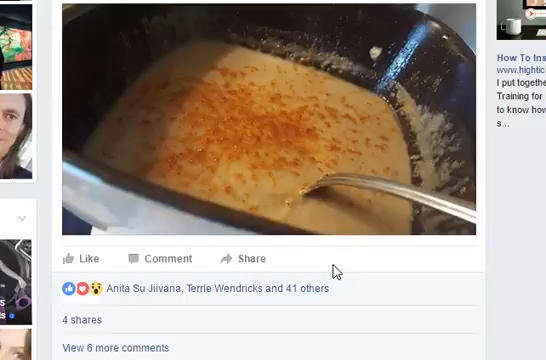 How To Ins
www.hightic
I put togethe
Training for
to know how
s...
Like Comment Share
Anita Su Jiivana, Terrie Wendricks and 41 others
4 shares
View 6 more comments